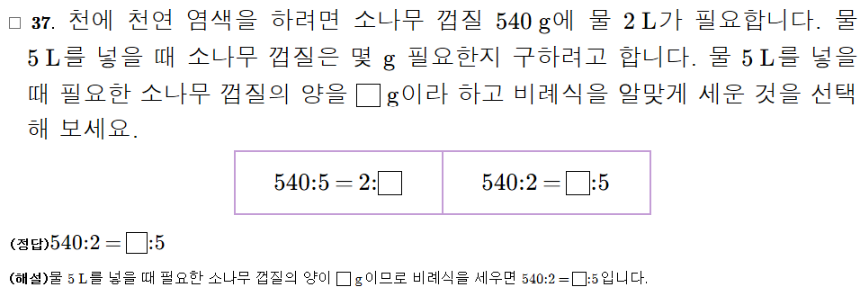 □ 37. 천에 천연 염색을 하려면 소나무 껍질 540 g에 물 2 L가 필요합니다. 물
5 L를 넣을 때 소나무 껍질은 몇 g 필요한지 구하려고 합니다. 물 5 L를 넣을
때 필요한 소나무 껍질의 양을 □ g이라 하고 비례식을 알맞게 세운 것을 선택
해 보세요.
540:5=2:□ 540:2=□:5
(정답)540:2=□:5
(해설)물 5 L를 넣을 때 필요한 소나무 껍질의 양이 □ g이므로 비례식을 세우면 540:2=□:5입니다.